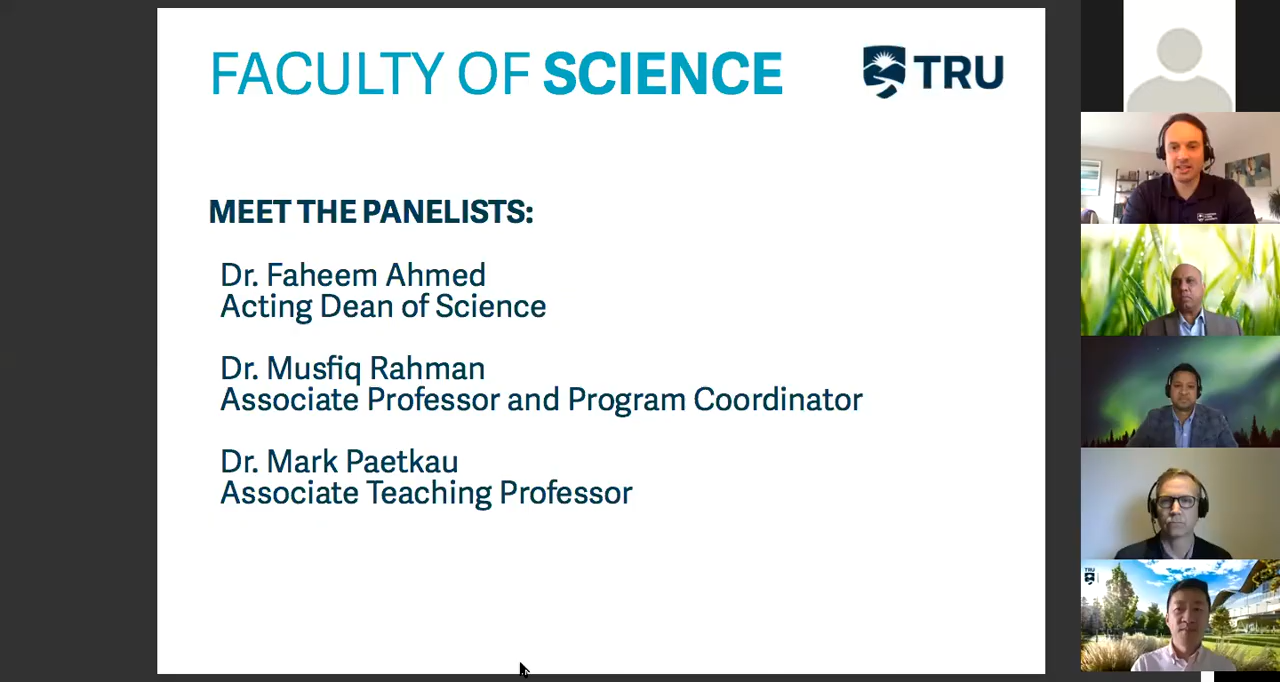 FACULTY OF SCIENCE
TRU
MEET THE PANELISTS:
Dr. Faheem Ahmed
Acting Dean of Science
Dr. Musfiq Rahman
Associate Professor and Program Coordinator
Dr. Mark Paetkau
Associate Teaching Professor
TRU